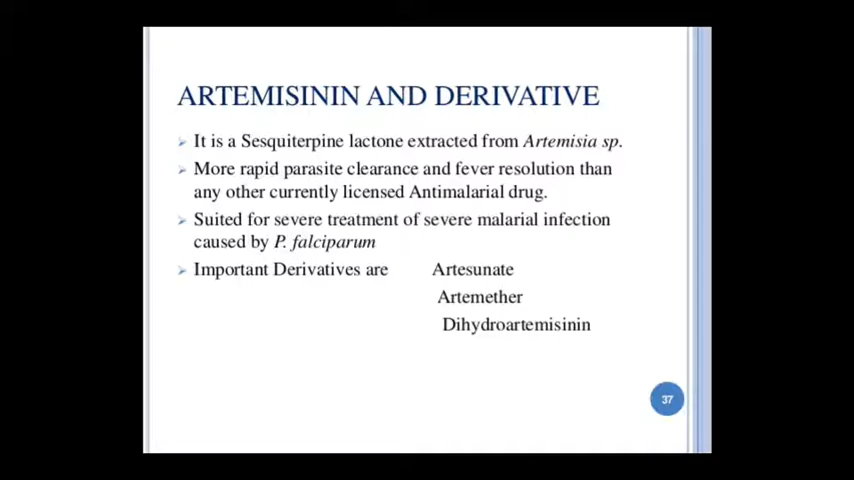 ARTEMISININ AND DERIVATIVE
It is a Sesquiterpine lactone extracted from Artemisia sp.
More rapid parasite clearance and fever resolution than
any other currently licensed Antimalarial drug.
Suited for severe treatment of severe malarial infection
caused by P. falciparum
Important Derivatives are Artesunate
Artemether
Dihydroartemisinin
37